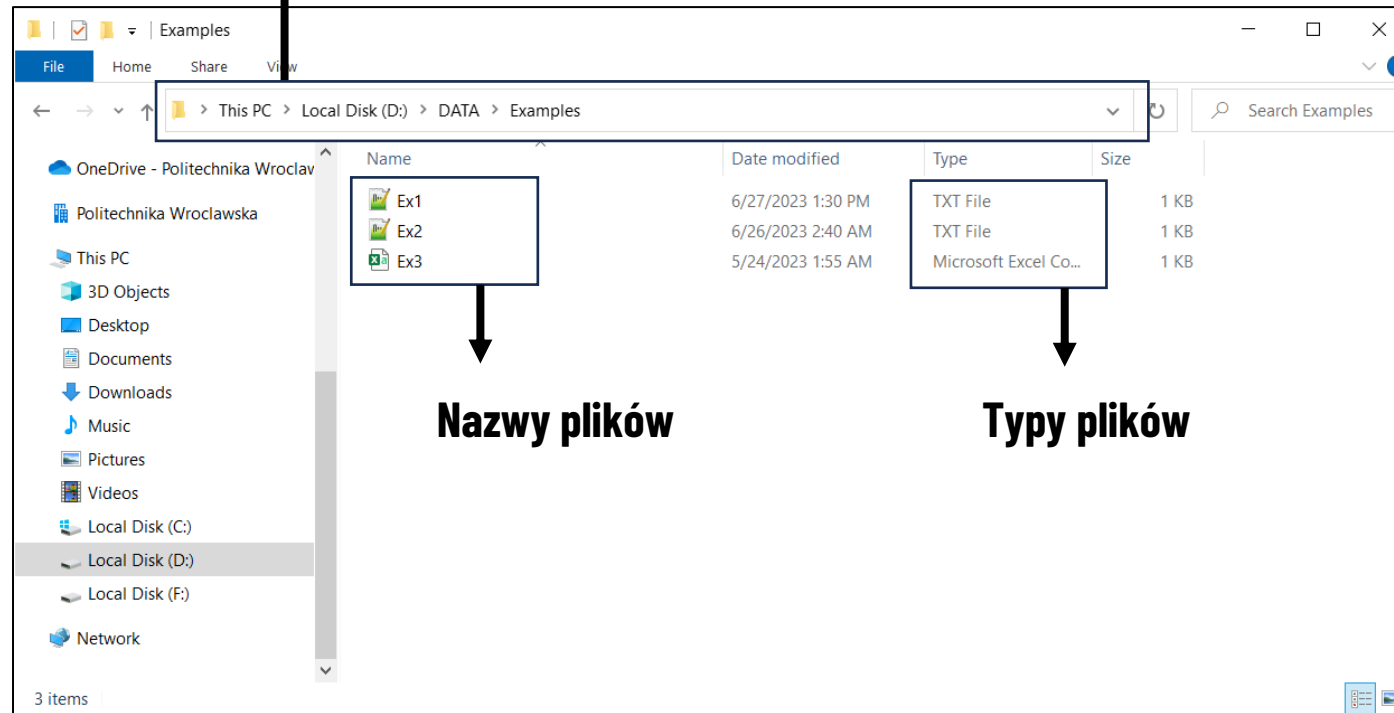 Examples
File Home Share View
This PC > Local Disk (D:) > DATA > Examples
Search Examples
Name Date modified Type Size
OneDrive - Politechnika Wroclaw
Politechnika Wroclawska
This PC
3D Objects
Desktop
Documents
Downloads
Music
Pictures
Videos
Local Disk (C:)
Local Disk (D:)
Local Disk (F:)
Network
Ex1 6/27/2023 1:30 PM TXT File 1 KB
Ex2 6/26/2023 2:40 AM TXT File 1 KB
Ex3 5/24/2023 1:55 AM Microsoft Excel Co... 1 KB
Nazwy plików
Typy plików
3 items